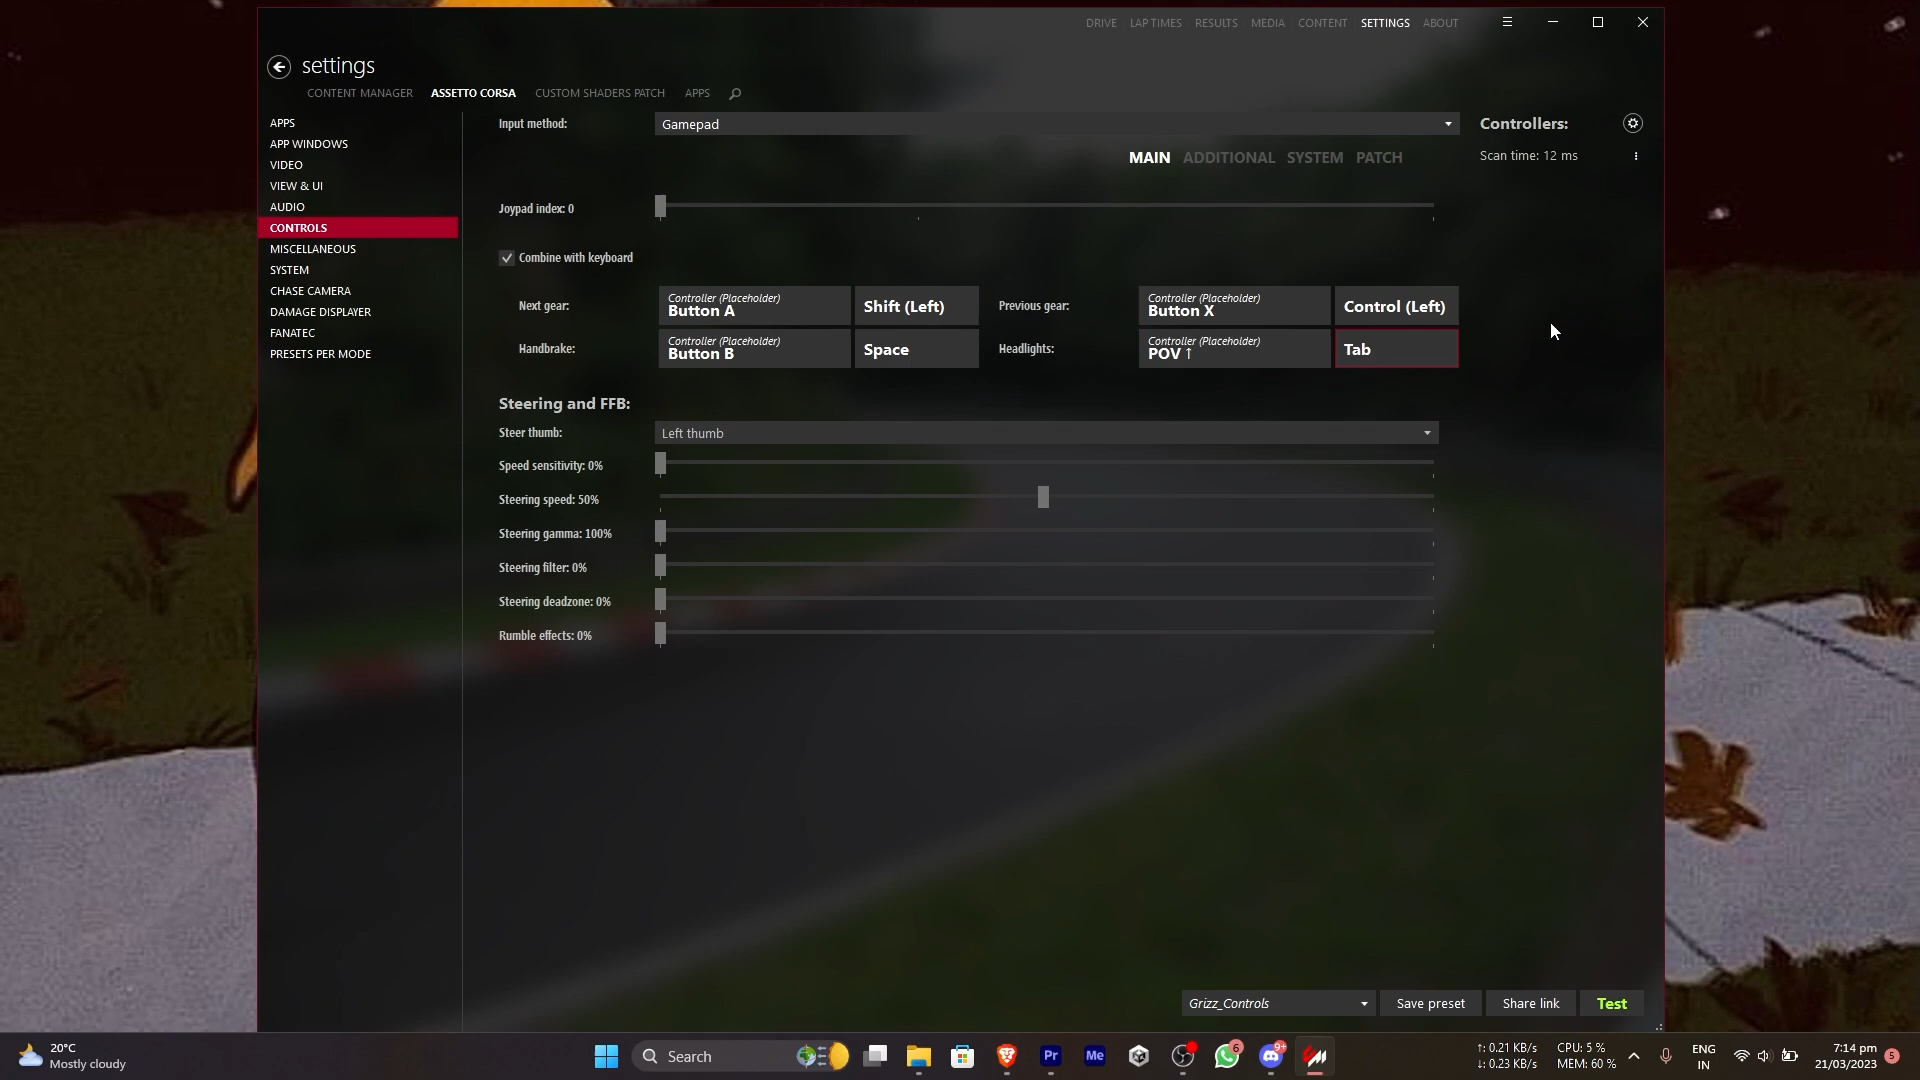 DRIVE LAP TIMES RESULTS MEDIA CONTENT SETTINGS ABOUT
settings
CONTENT MANAGER ASSETTO CORSA CUSTOM SHADERS PATCH APPS
APPS
APP WINDOWS
VIDEO
VIEW & UI
AUDIO
CONTROLS
MISCELLANEOUS
SYSTEM
CHASE CAMERA
DAMAGE DISPLAYER
FANATEC
PRESETS PER MODE
Input method: Gamepad
MAIN ADDITIONAL SYSTEM PATCH
Joypad index: 0
Combine with keyboard
Next gear: Controller (Placeholder) Button A Shift (Left)
Previous gear: Controller (Placeholder) Button X Control (Left)
Handbrake: Controller (Placeholder) Button B Space
Headlights: Controller (Placeholder) POV ↑ Tab
Steering and FFB:
Steer thumb: Left thumb
Speed sensitivity: 0%
Steering speed: 50%
Steering gamma: 100%
Steering filter: 0%
Steering deadzone: 0%
Rumble effects: 0%
Controllers:
Scan time: 12 ms
Grizz_Controls Save preset Share link Test
20°C
Mostly cloudy
Search
Pr
Me
6
9+
↑: 0.21 KB/s
↓: 0.23 KB/s
CPU: 5 %
MEM: 60 %
ENG
IN
7:14 pm
21/03/2023
5